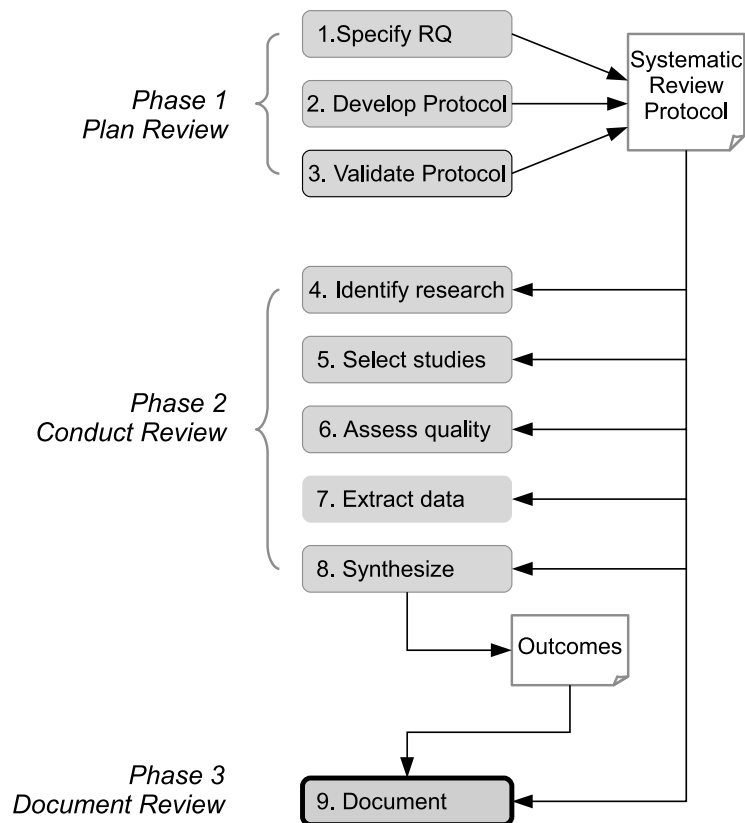 1.Specify RQ
Systematic
Review
Protocol
Phase 1
Plan Review
2. Develop Protocol
3. Validate Protocol
4. Identify research
5. Select studies
Phase 2
Conduct Review
6. Assess quality
7. Extract data
8. Synthesize
Outcomes
Phase 3
Document Review
9. Document